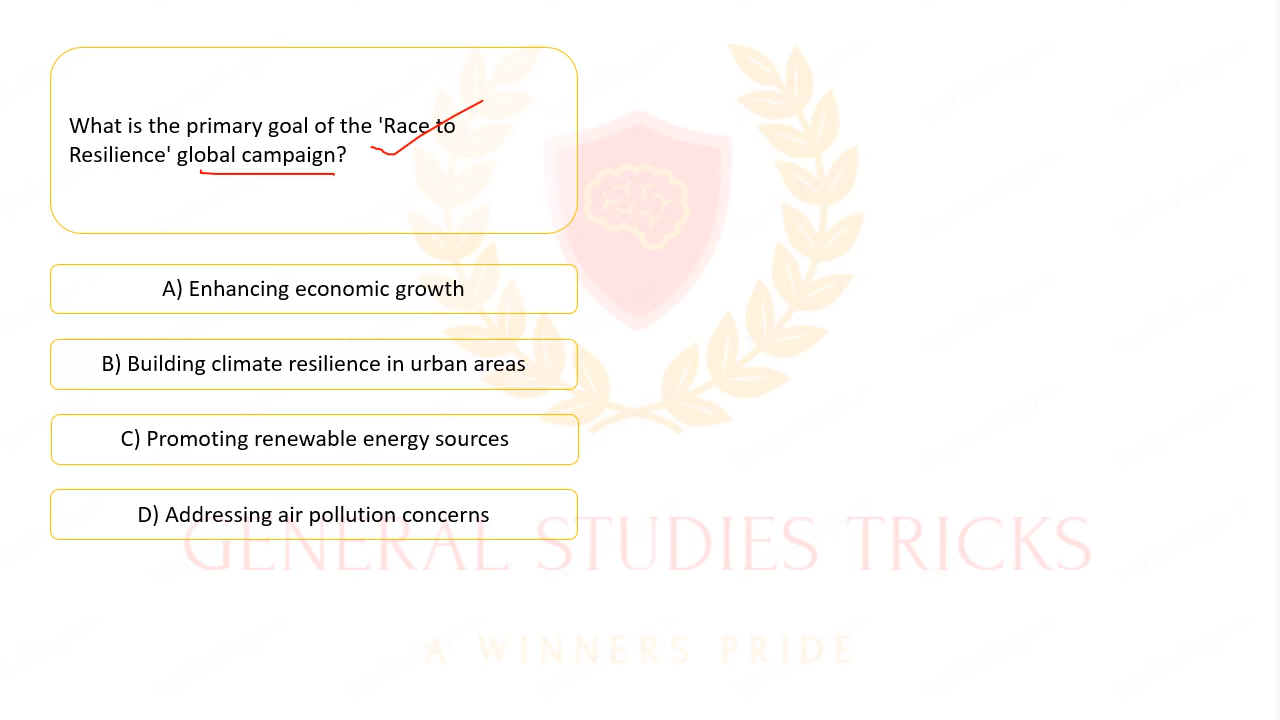 What is the primary goal of the 'Race to
Resilience' global campaign?
A) Enhancing economic growth
B) Building climate resilience in urban areas
C) Promoting renewable energy sources
D) Addressing air pollution concerns
GENERAL STUDIES TRICKS
A WINNERS PRIDE